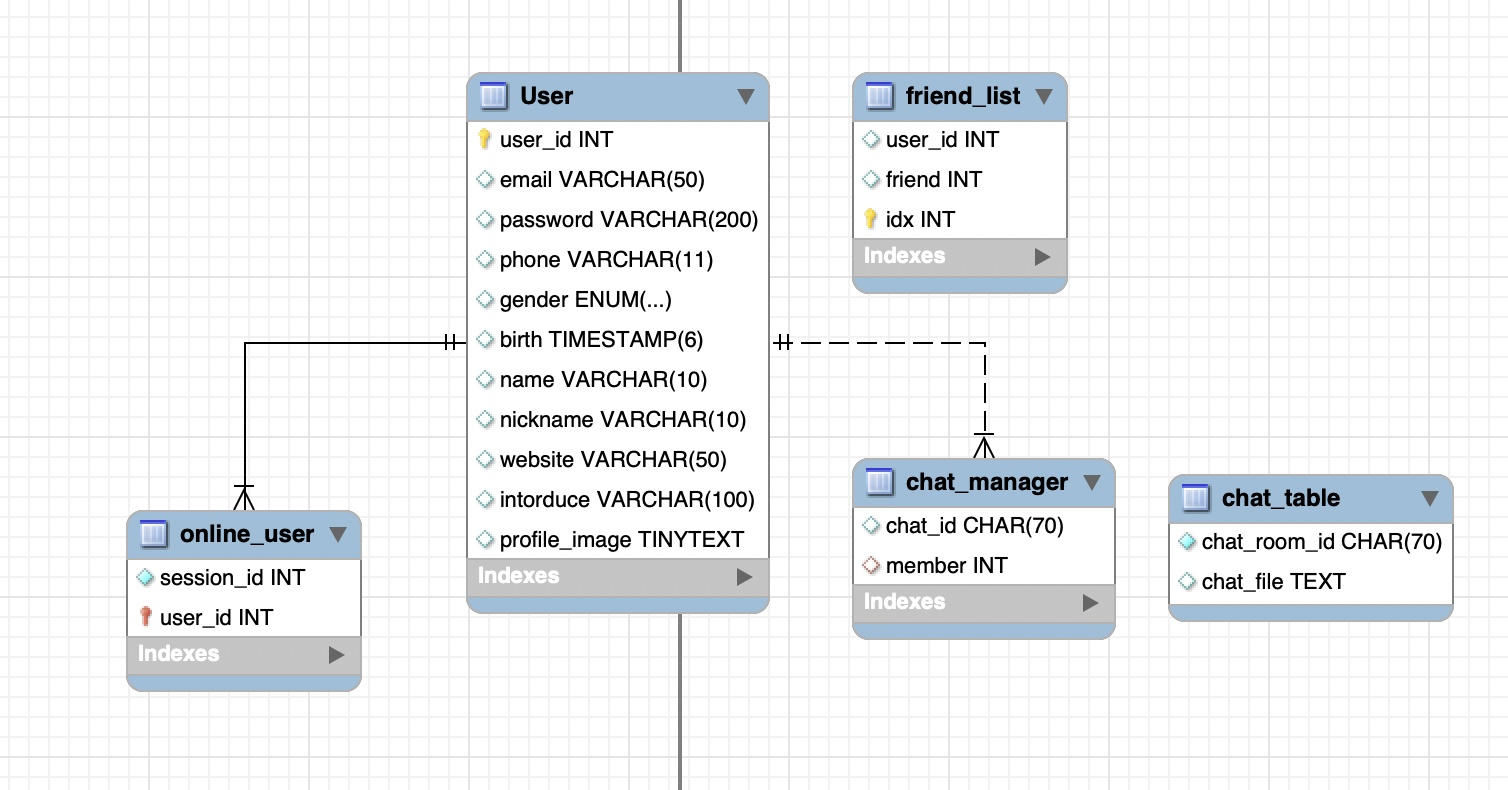 User
user_id INT
email VARCHAR(50)
password VARCHAR(200)
phone VARCHAR(11)
gender ENUM(...)
birth TIMESTAMP(6)
name VARCHAR(10)
nickname VARCHAR(10)
website VARCHAR(50)
intorduce VARCHAR(100)
profile_image TINYTEXT
Indexes
friend_list
user_id INT
friend INT
idx INT
Indexes
online_user
session_id INT
user_id INT
Indexes
chat_manager
chat_id CHAR(70)
member INT
Indexes
chat_table
chat_room_id CHAR(70)
chat_file TEXT